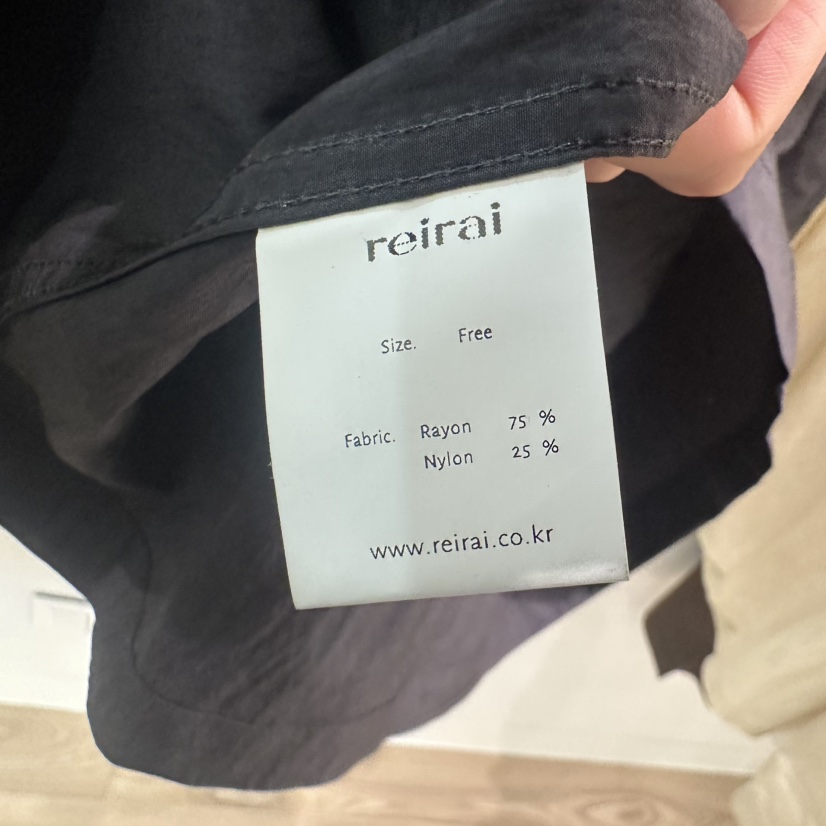 reirai
Size. Free
Fabric. Rayon 75 %
Nylon 25 %
www.reirai.co.kr